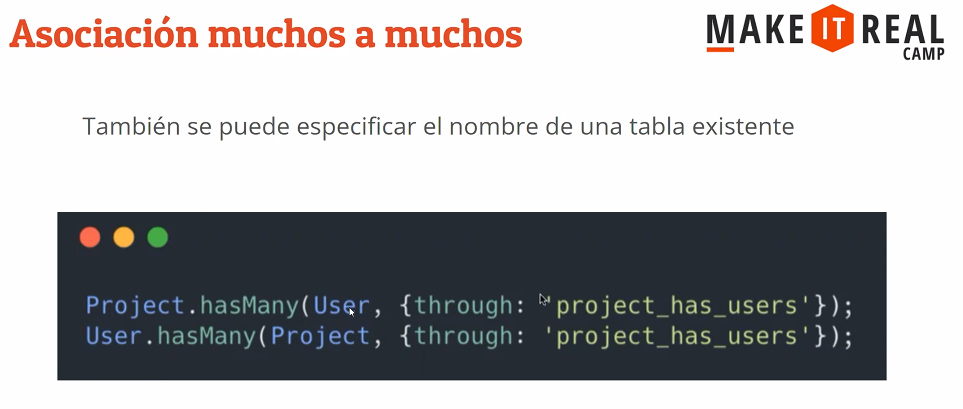 Asociación muchos a muchos
MAKE IT REAL
CAMP
También se puede especificar el nombre de una tabla existente
Project.hasMany(User, {through: 'project_has_users'});
User.hasMany(Project, {through: 'project_has_users'});